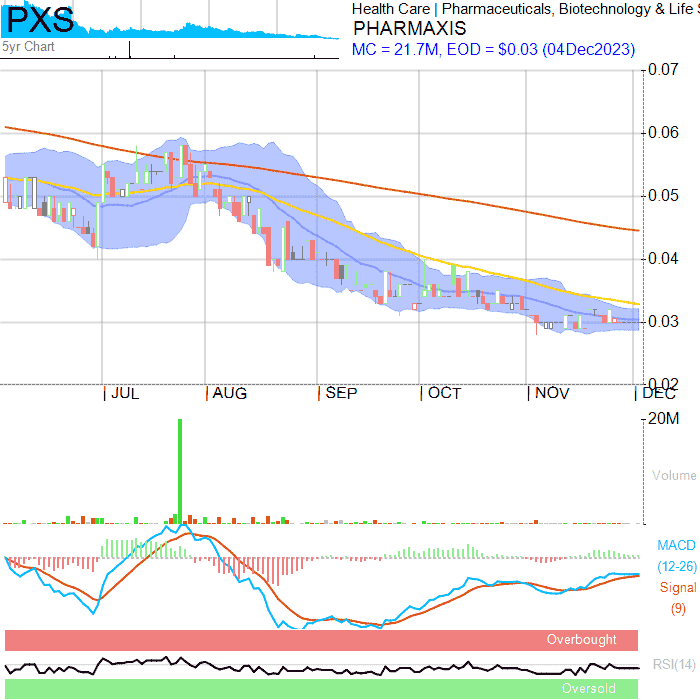 PXS
5yr Chart
Health Care | Pharmaceuticals, Biotechnology & Life S
PHARMAXIS
MC = 21.7M, EOD = $0.03 (04Dec2023)
0.07
0.06
0.05
0.04
0.03
0.02
JUL AUG SEP OCT NOV DEC
20M
Volume
MACD
(12-26)
Signal
(9)
Overbought
RSI(14)
Oversold